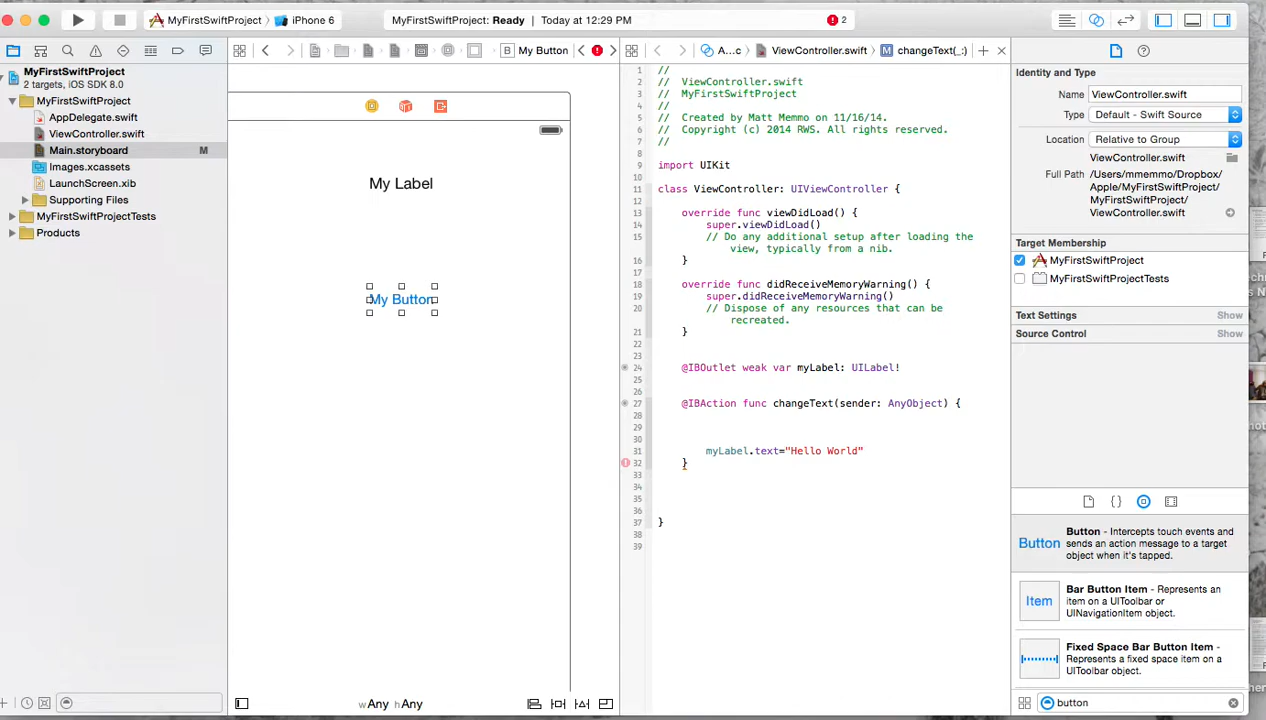 MyFirstSwiftProject
iPhone 6
MyFirstSwiftProject: Ready | Today at 12:29 PM
2
My Button
A...c
ViewController.swift
M
changeText(_:)
MyFirstSwiftProject
2 targets, iOS SDK 8.0
MyFirstSwiftProject
AppDelegate.swift
ViewController.swift
Main.storyboard
M
Images.xcassets
LaunchScreen.xib
Supporting Files
MyFirstSwiftProjectTests
Products
My Label
My Button
wAny hAny
1 //
2 // ViewController.swift
3 // MyFirstSwiftProject
4 //
5 // Created by Matt Memmo on 11/16/14.
6 // Copyright (c) 2014 RWS. All rights reserved.
7 //
8
9 import UIKit
10
11 class ViewController: UIViewController {
12
13 override func viewDidLoad() {
14 super.viewDidLoad()
15 // Do any additional setup after loading the
view, typically from a nib.
16 }
17
18 override func didReceiveMemoryWarning() {
19 super.didReceiveMemoryWarning()
20 // Dispose of any resources that can be
recreated.
21 }
22
23
24 @IBOutlet weak var myLabel: UILabel!
25
26
27 @IBAction func changeText(sender: AnyObject) {
28
29
30
31 myLabel.text="Hello World"
32 }
33
34
35
36
37 }
38
39
Identity and Type
Name ViewController.swift
Type Default - Swift Source
Location Relative to Group
ViewController.swift
Full Path /Users/mmemmo/Dropbox/
Apple/MyFirstSwiftProject/
MyFirstSwiftProject/
ViewController.swift
Target Membership
MyFirstSwiftProject
MyFirstSwiftProjectTests
Text Settings Show
Source Control Show
Button
Button - Intercepts touch events and
sends an action message to a target
object when it's tapped.
Item
Bar Button Item - Represents an
item on a UIToolbar or
UINavigationItem object.
Fixed Space Bar Button Item -
Represents a fixed space item on a
UIToolbar object.
button